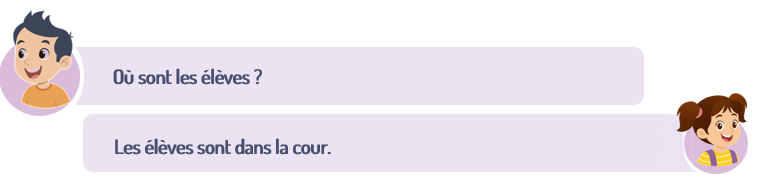 Où sont les élèves ?
Les élèves sont dans la cour.